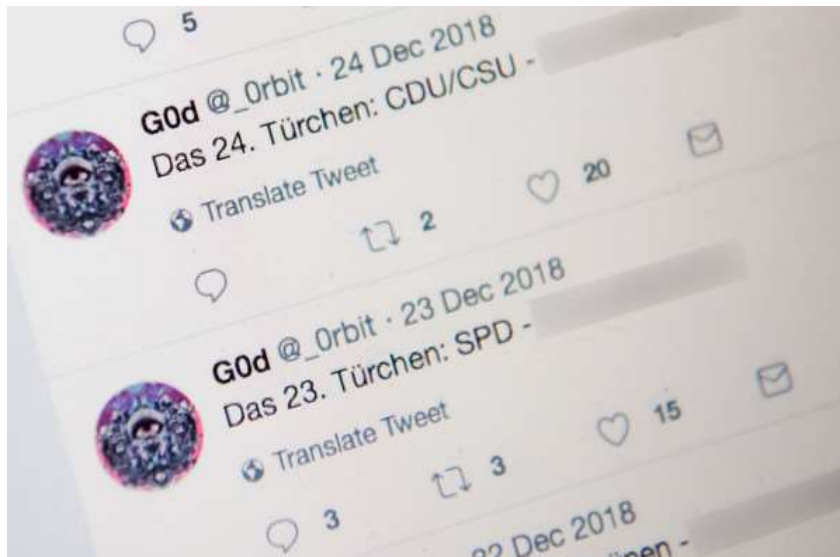 5
G0d @_0rbit · 24 Dec 2018
Das 24. Türchen: CDU/CSU -
Translate Tweet
2 20
G0d @_0rbit · 23 Dec 2018
Das 23. Türchen: SPD -
Translate Tweet
3 3 15
22 Dec 2018